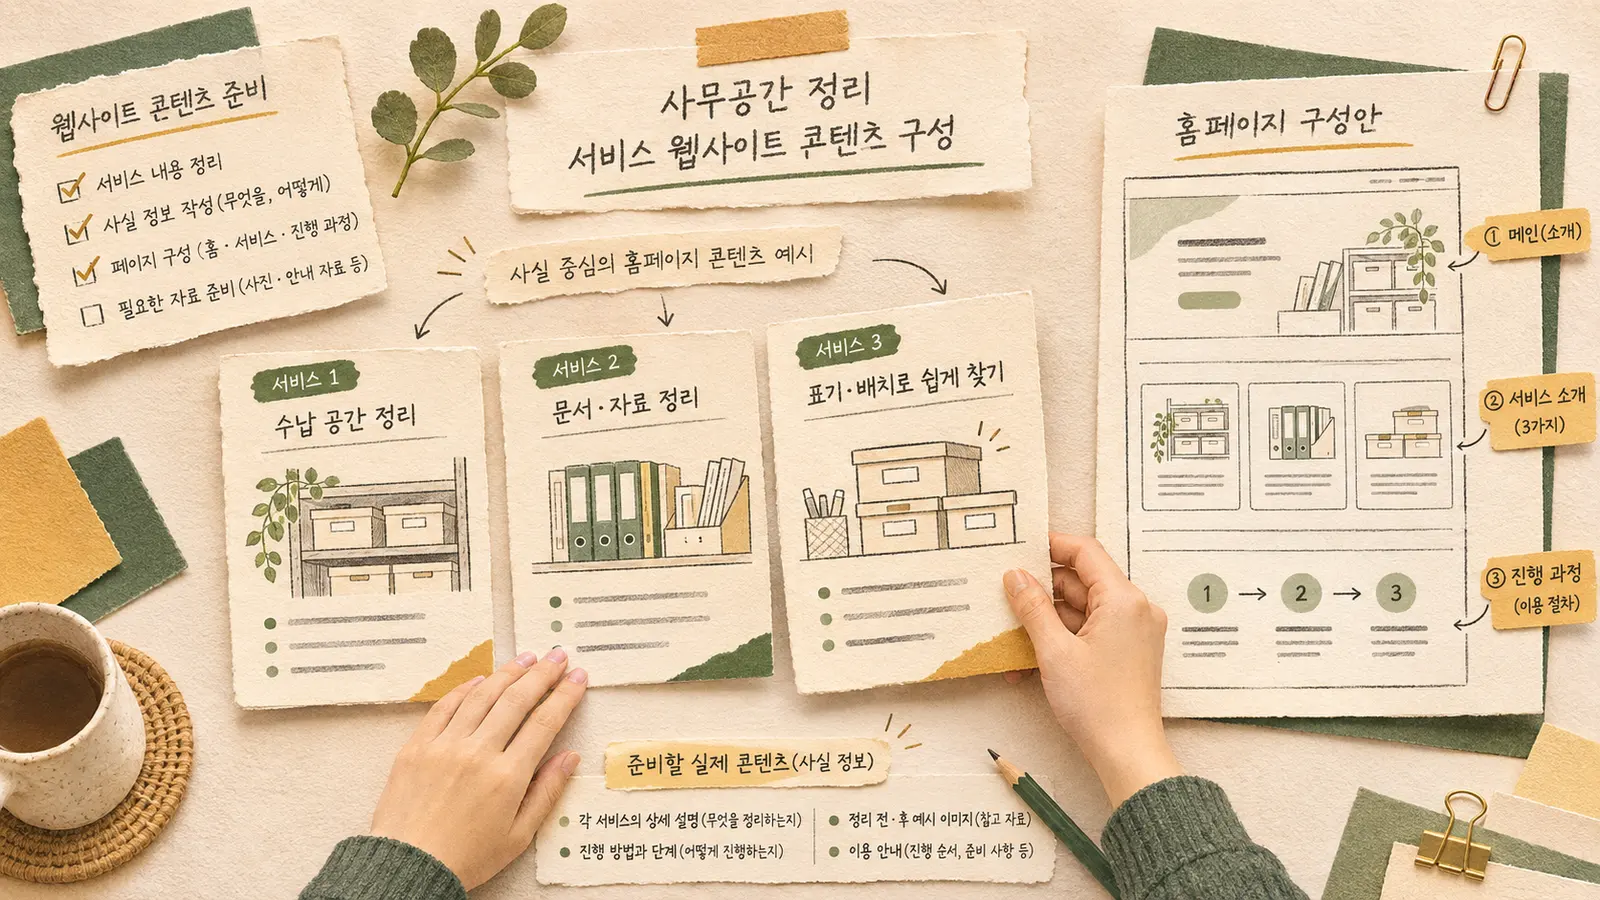 웹사이트 콘텐츠 준비
서비스 내용 정리
사실 정보 작성(무엇을, 어떻게)
페이지 구성(홈·서비스·진행 과정)
필요한 자료 준비(사진·안내 자료 등)
사무공간 정리
서비스 웹사이트 콘텐츠 구성
사실 중심의 홈페이지 콘텐츠 예시
서비스 1
수납 공간 정리
서비스 2
문서·자료 정리
서비스 3
표기·배치로 쉽게 찾기
홈페이지 구성안
① 메인(소개)
② 서비스 소개
(3가지)
1 → 2 → 3
③ 진행 과정
(이용 절차)
준비할 실제 콘텐츠(사실 정보)
각 서비스의 상세 설명(무엇을 정리하는지)
진행 방법과 단계(어떻게 진행하는지)
정리 전·후 예시 이미지(참고 자료)
이용 안내(진행 순서, 준비 사항 등)